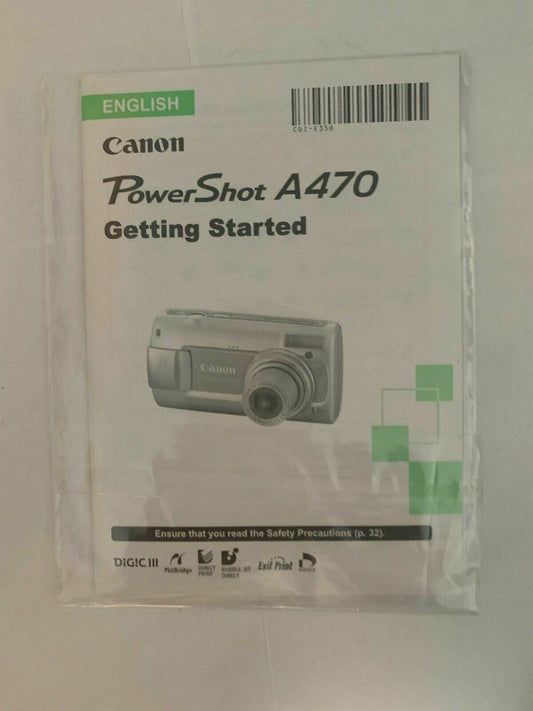 ENGLISH
CDI-E356
Canon
PowerShot A470
Getting Started
Canon
Ensure that you read the Safety Precautions (p. 32).
DIGIC III
PictBridge
DIRECT
PRINT
BUBBLE JET
DIRECT
Exif Print
DPOF